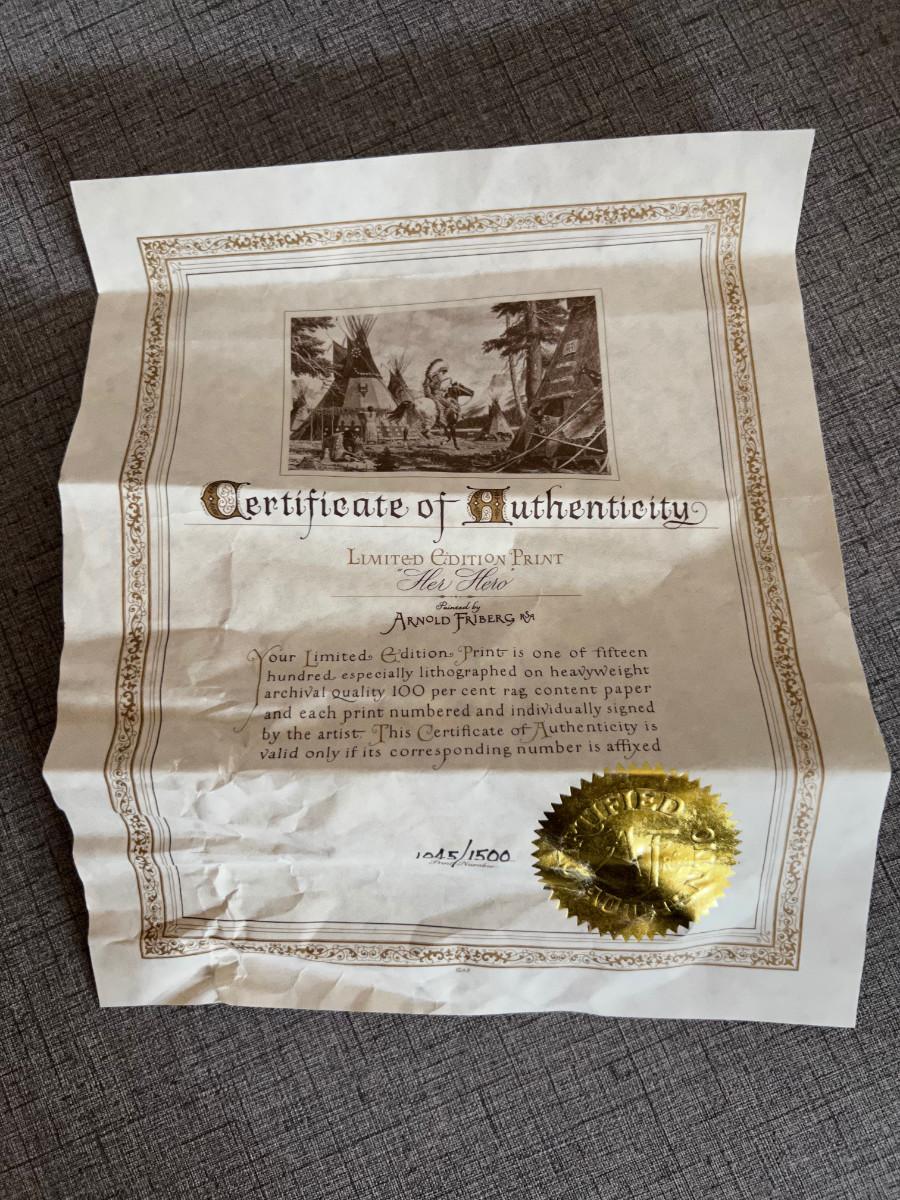 Certificate of Authenticity
Limited Edition Print
"Her Hero"
Painted by
Arnold Friberg RSA
Your Limited Edition Print is one of fifteen
hundred especially lithographed on heavyweight
archival quality 100 per cent rag content paper
and each print numbered and individually signed
by the artist. This Certificate of Authenticity is
valid only if its corresponding number is affixed
1045/1500
Print Number